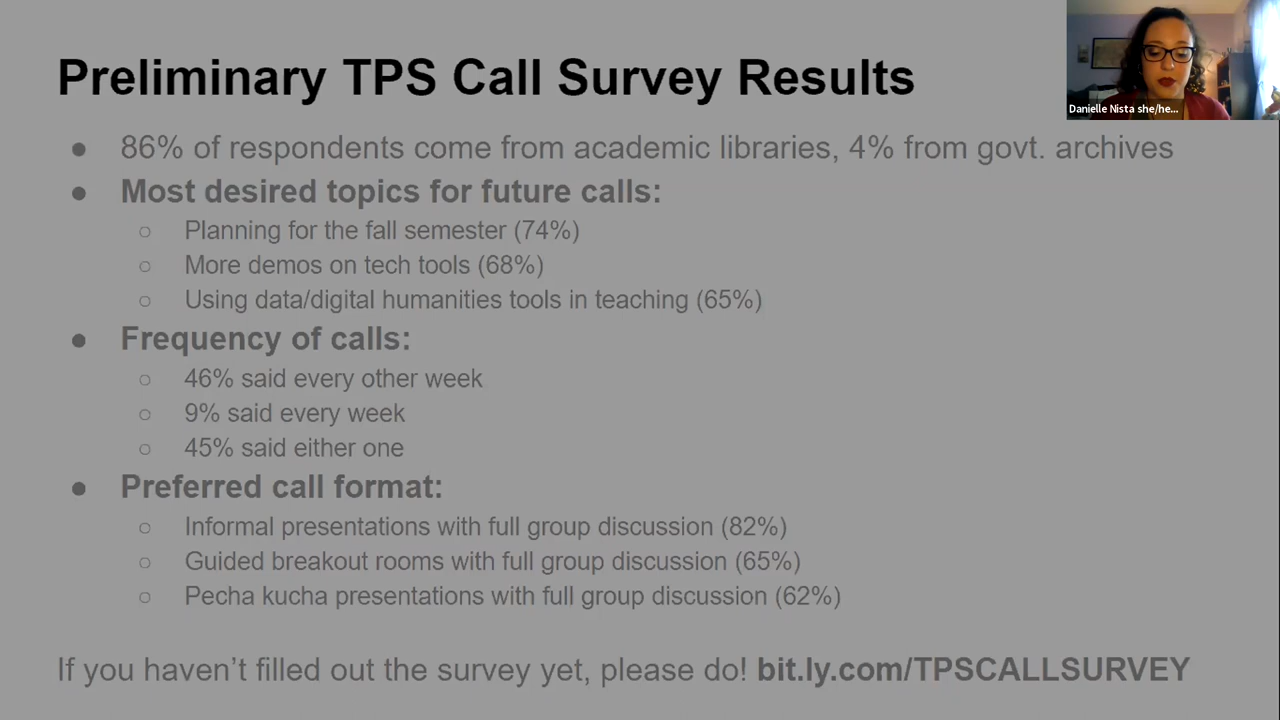 Preliminary TPS Call Survey Results
Danielle Nista she/he...
● 86% of respondents come from academic libraries, 4% from govt. archives
● Most desired topics for future calls:
○ Planning for the fall semester (74%)
○ More demos on tech tools (68%)
○ Using data/digital humanities tools in teaching (65%)
● Frequency of calls:
○ 46% said every other week
○ 9% said every week
○ 45% said either one
● Preferred call format:
○ Informal presentations with full group discussion (82%)
○ Guided breakout rooms with full group discussion (65%)
○ Pecha kucha presentations with full group discussion (62%)
If you haven’t filled out the survey yet, please do! bit.ly.com/TPSCALLSURVEY